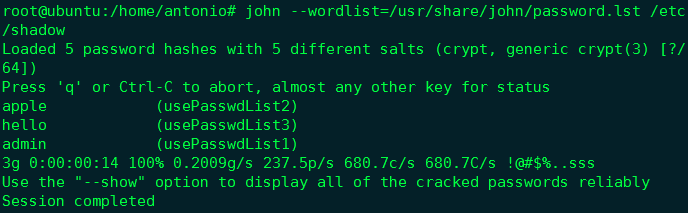 root@ubuntu:/home/antonio# john --wordlist=/usr/share/john/password.lst /etc
/shadow
Loaded 5 password hashes with 5 different salts (crypt, generic crypt(3) [?/
64])
Press 'q' or Ctrl-C to abort, almost any other key for status
apple            (usePasswdList2)
hello            (usePasswdList3)
admin            (usePasswdList1)
3g 0:00:00:14 100% 0.2009g/s 237.5p/s 680.7c/s 680.7C/s !@#$%..sss
Use the "--show" option to display all of the cracked passwords reliably
Session completed